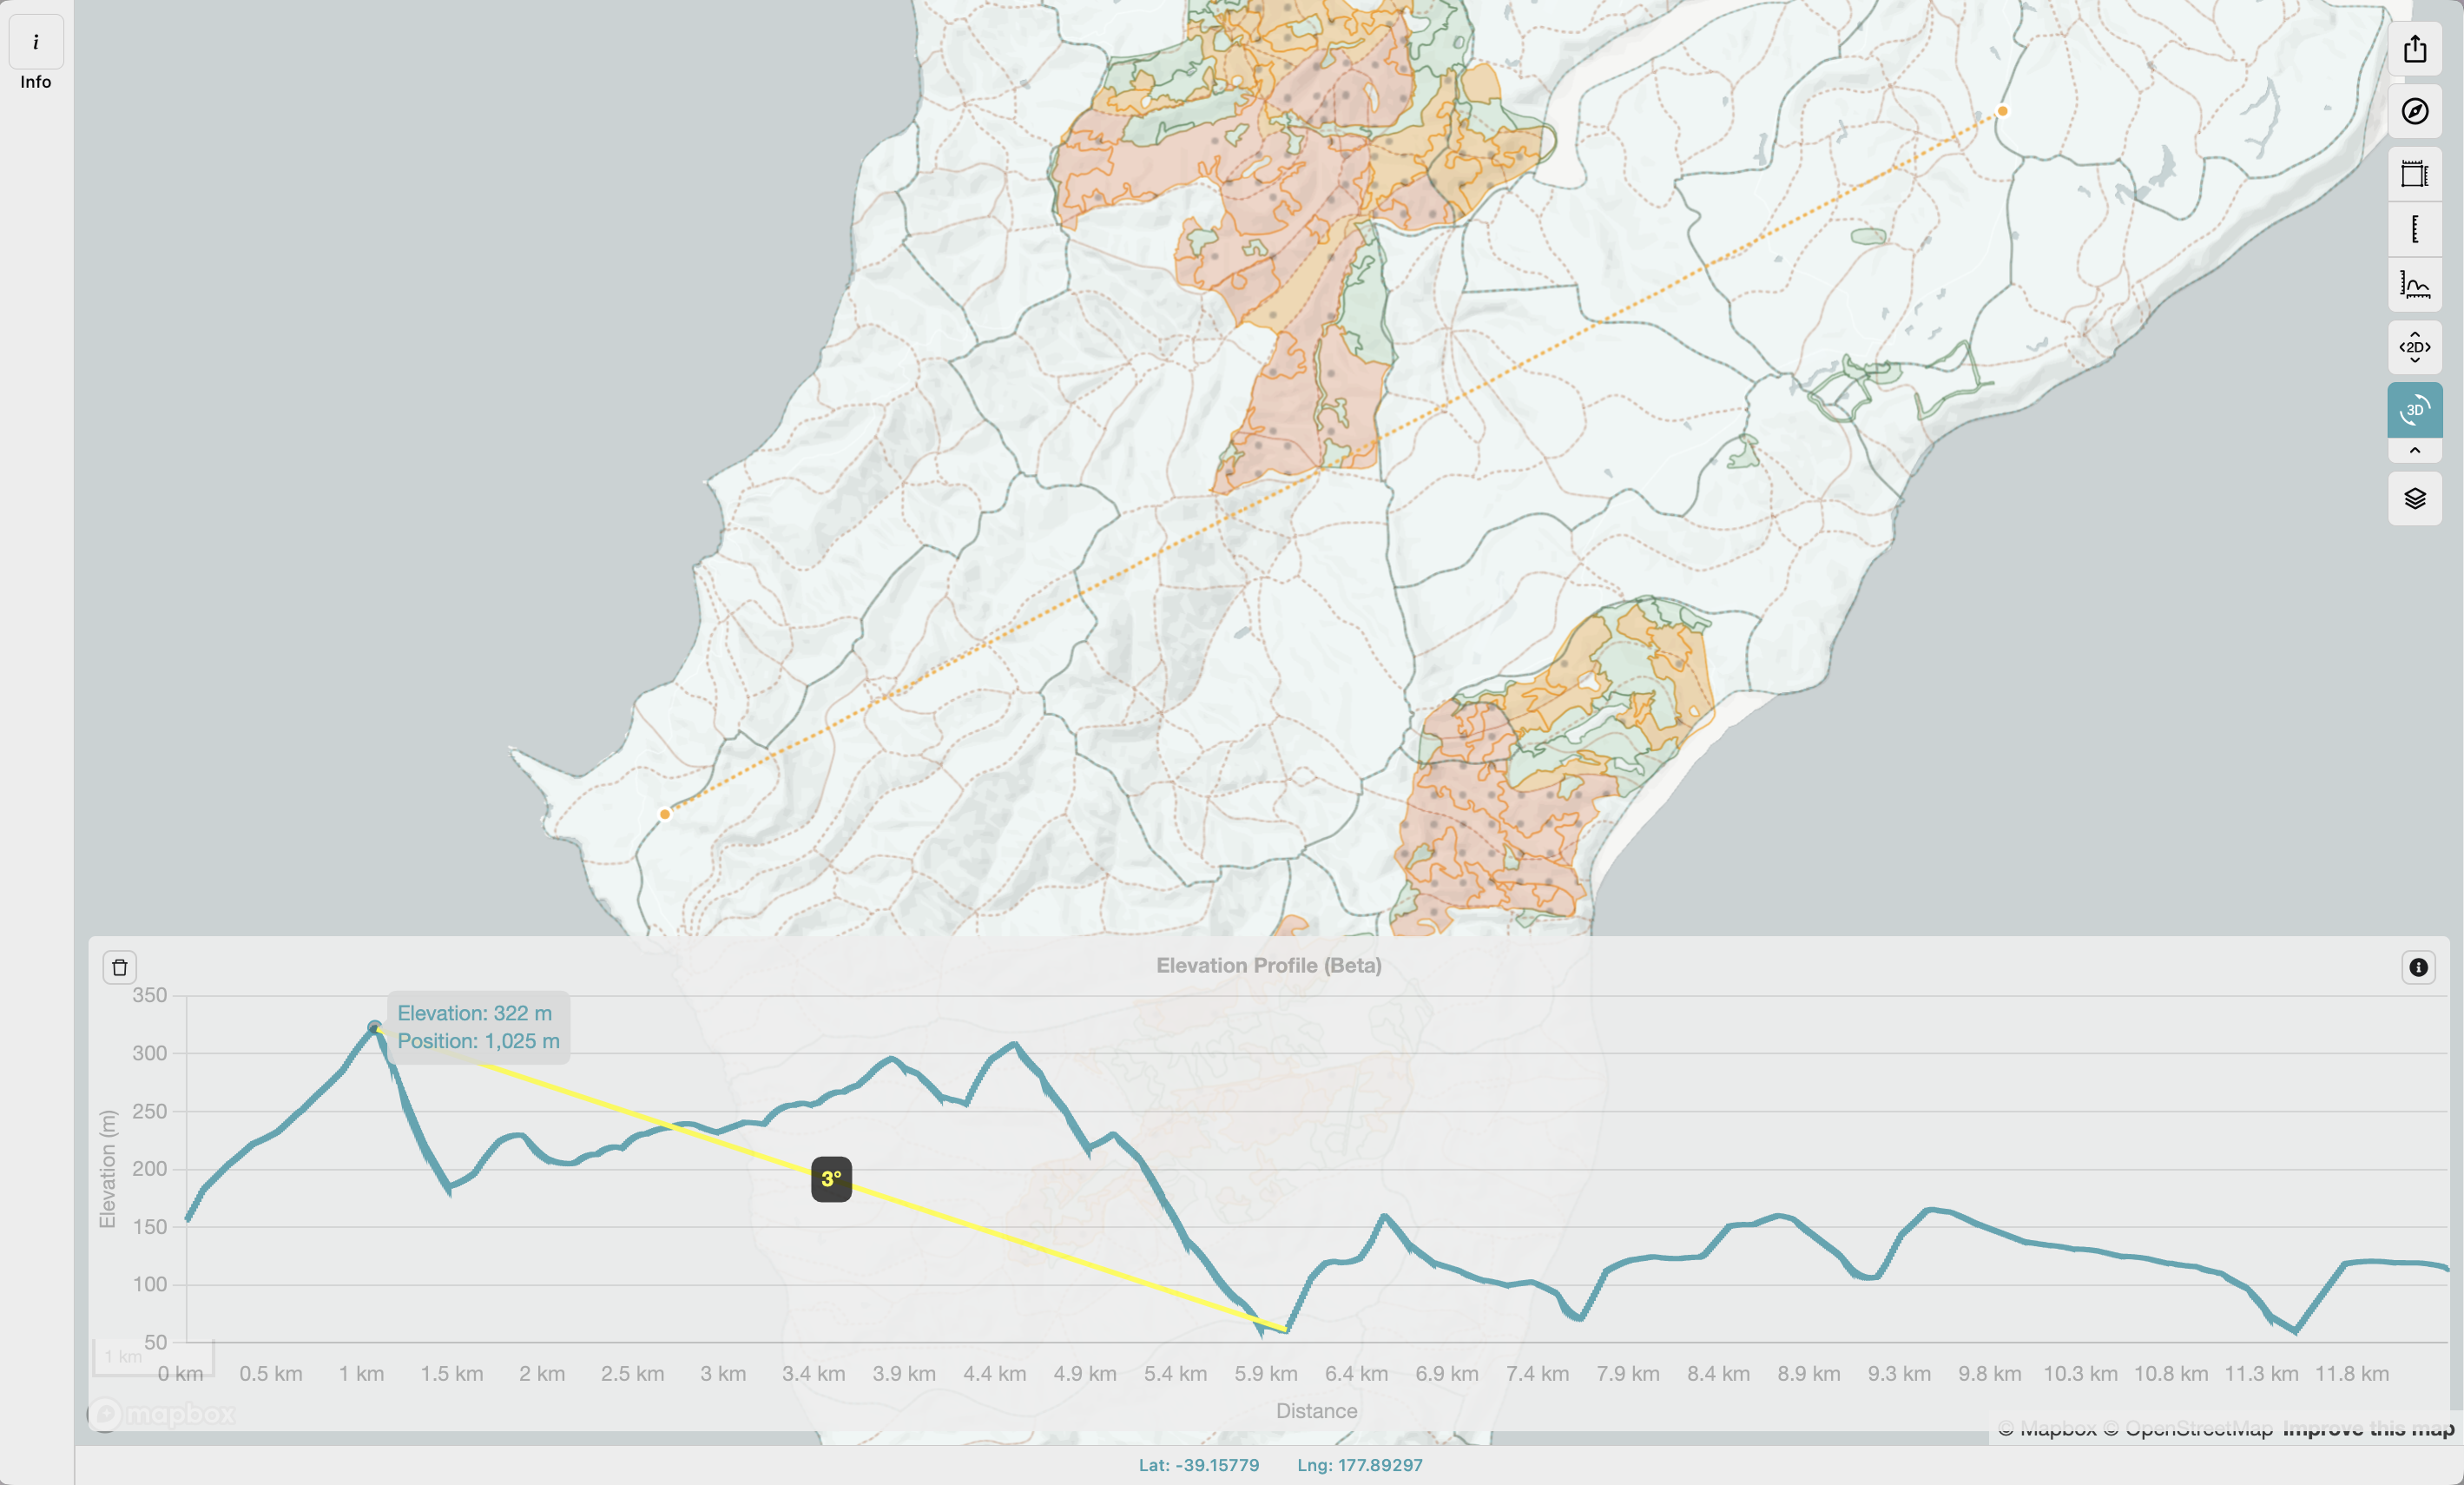 i
Info
<2D>
3D
Elevation Profile (Beta)
350
300
250
200
150
100
50
Elevation (m)
Elevation: 322 m
Position: 1,025 m
3°
1 km
0 km 0.5 km 1 km 1.5 km 2 km 2.5 km 3 km 3.4 km 3.9 km 4.4 km 4.9 km 5.4 km 5.9 km 6.4 km 6.9 km 7.4 km 7.9 km 8.4 km 8.9 km 9.3 km 9.8 km 10.3 km 10.8 km 11.3 km 11.8 km
Distance
mapbox
© Mapbox © OpenStreetMap Improve this map
Lat: -39.15779 Lng: 177.89297